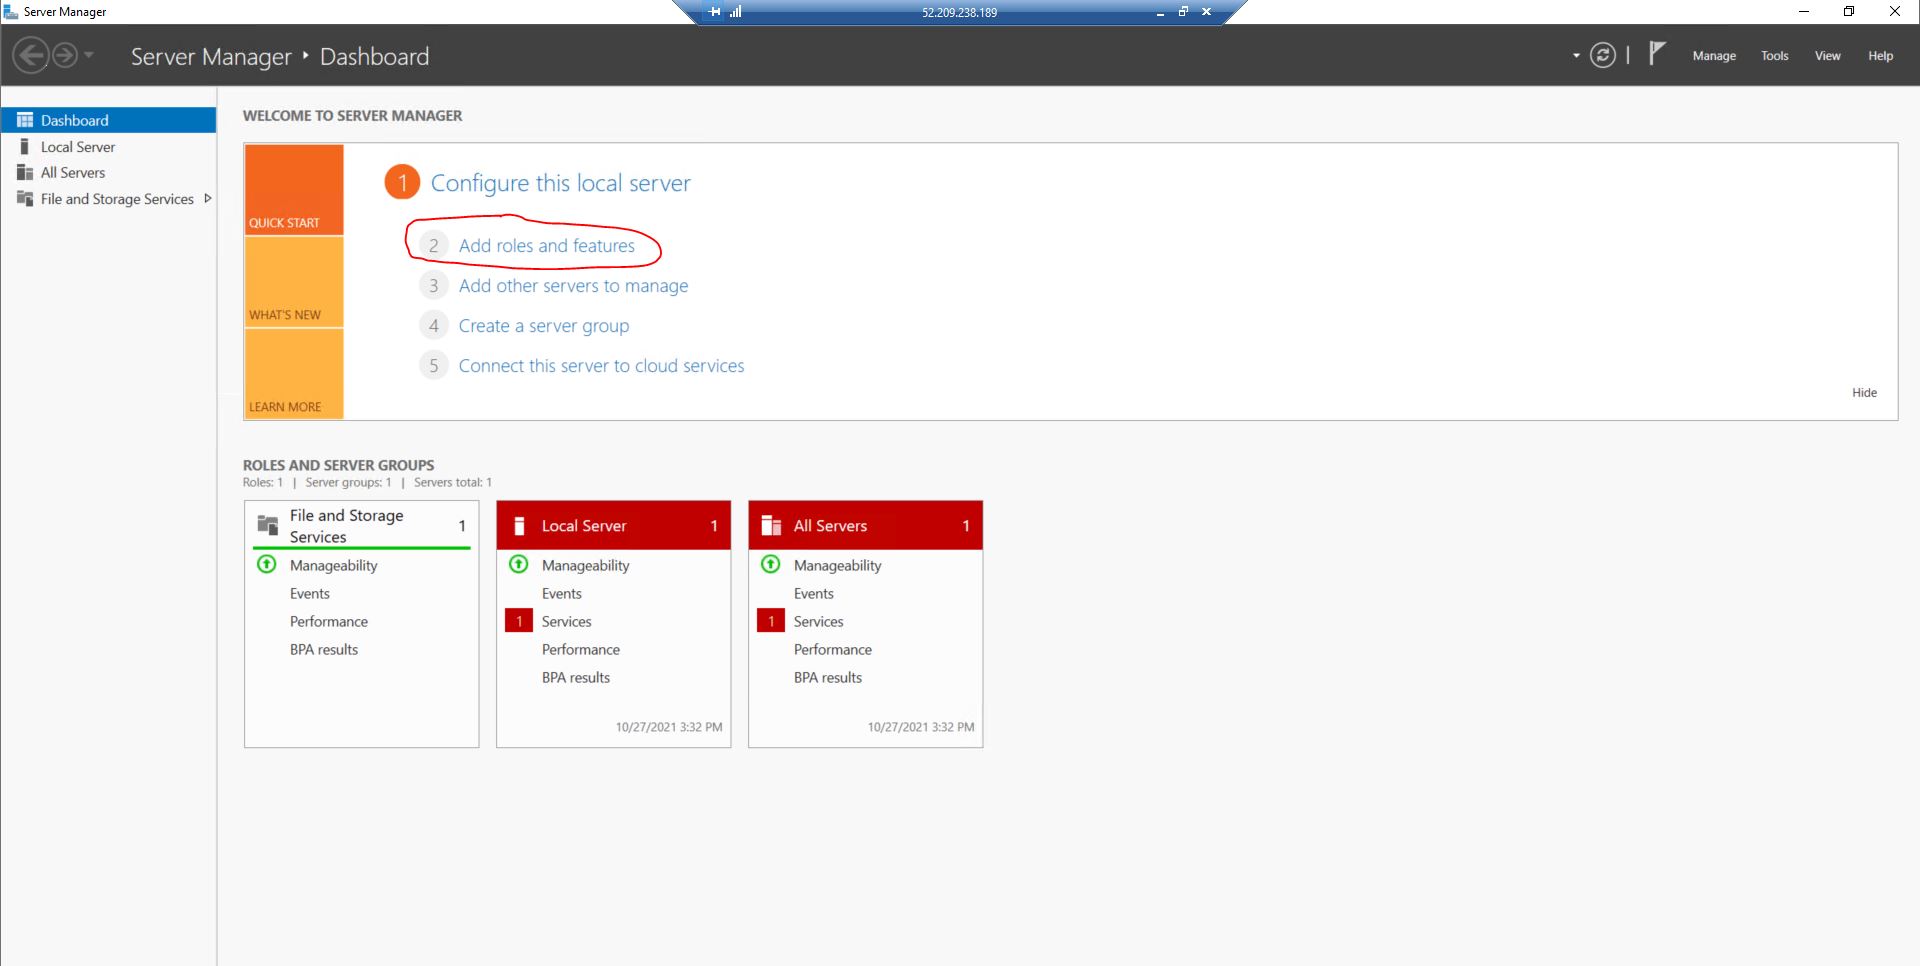 Server Manager
52.209.238.189
Server Manager Dashboard
Manage Tools View Help
Dashboard
Local Server
All Servers
File and Storage Services
WELCOME TO SERVER MANAGER
QUICK START
WHAT'S NEW
LEARN MORE
1 Configure this local server
2 Add roles and features
3 Add other servers to manage
4 Create a server group
5 Connect this server to cloud services
Hide
ROLES AND SERVER GROUPS
Roles: 1 | Server groups: 1 | Servers total: 1
File and Storage
Services
1
Manageability
Events
Performance
BPA results
Local Server 1
Manageability
Events
1 Services
Performance
BPA results
10/27/2021 3:32 PM
All Servers 1
Manageability
Events
1 Services
Performance
BPA results
10/27/2021 3:32 PM